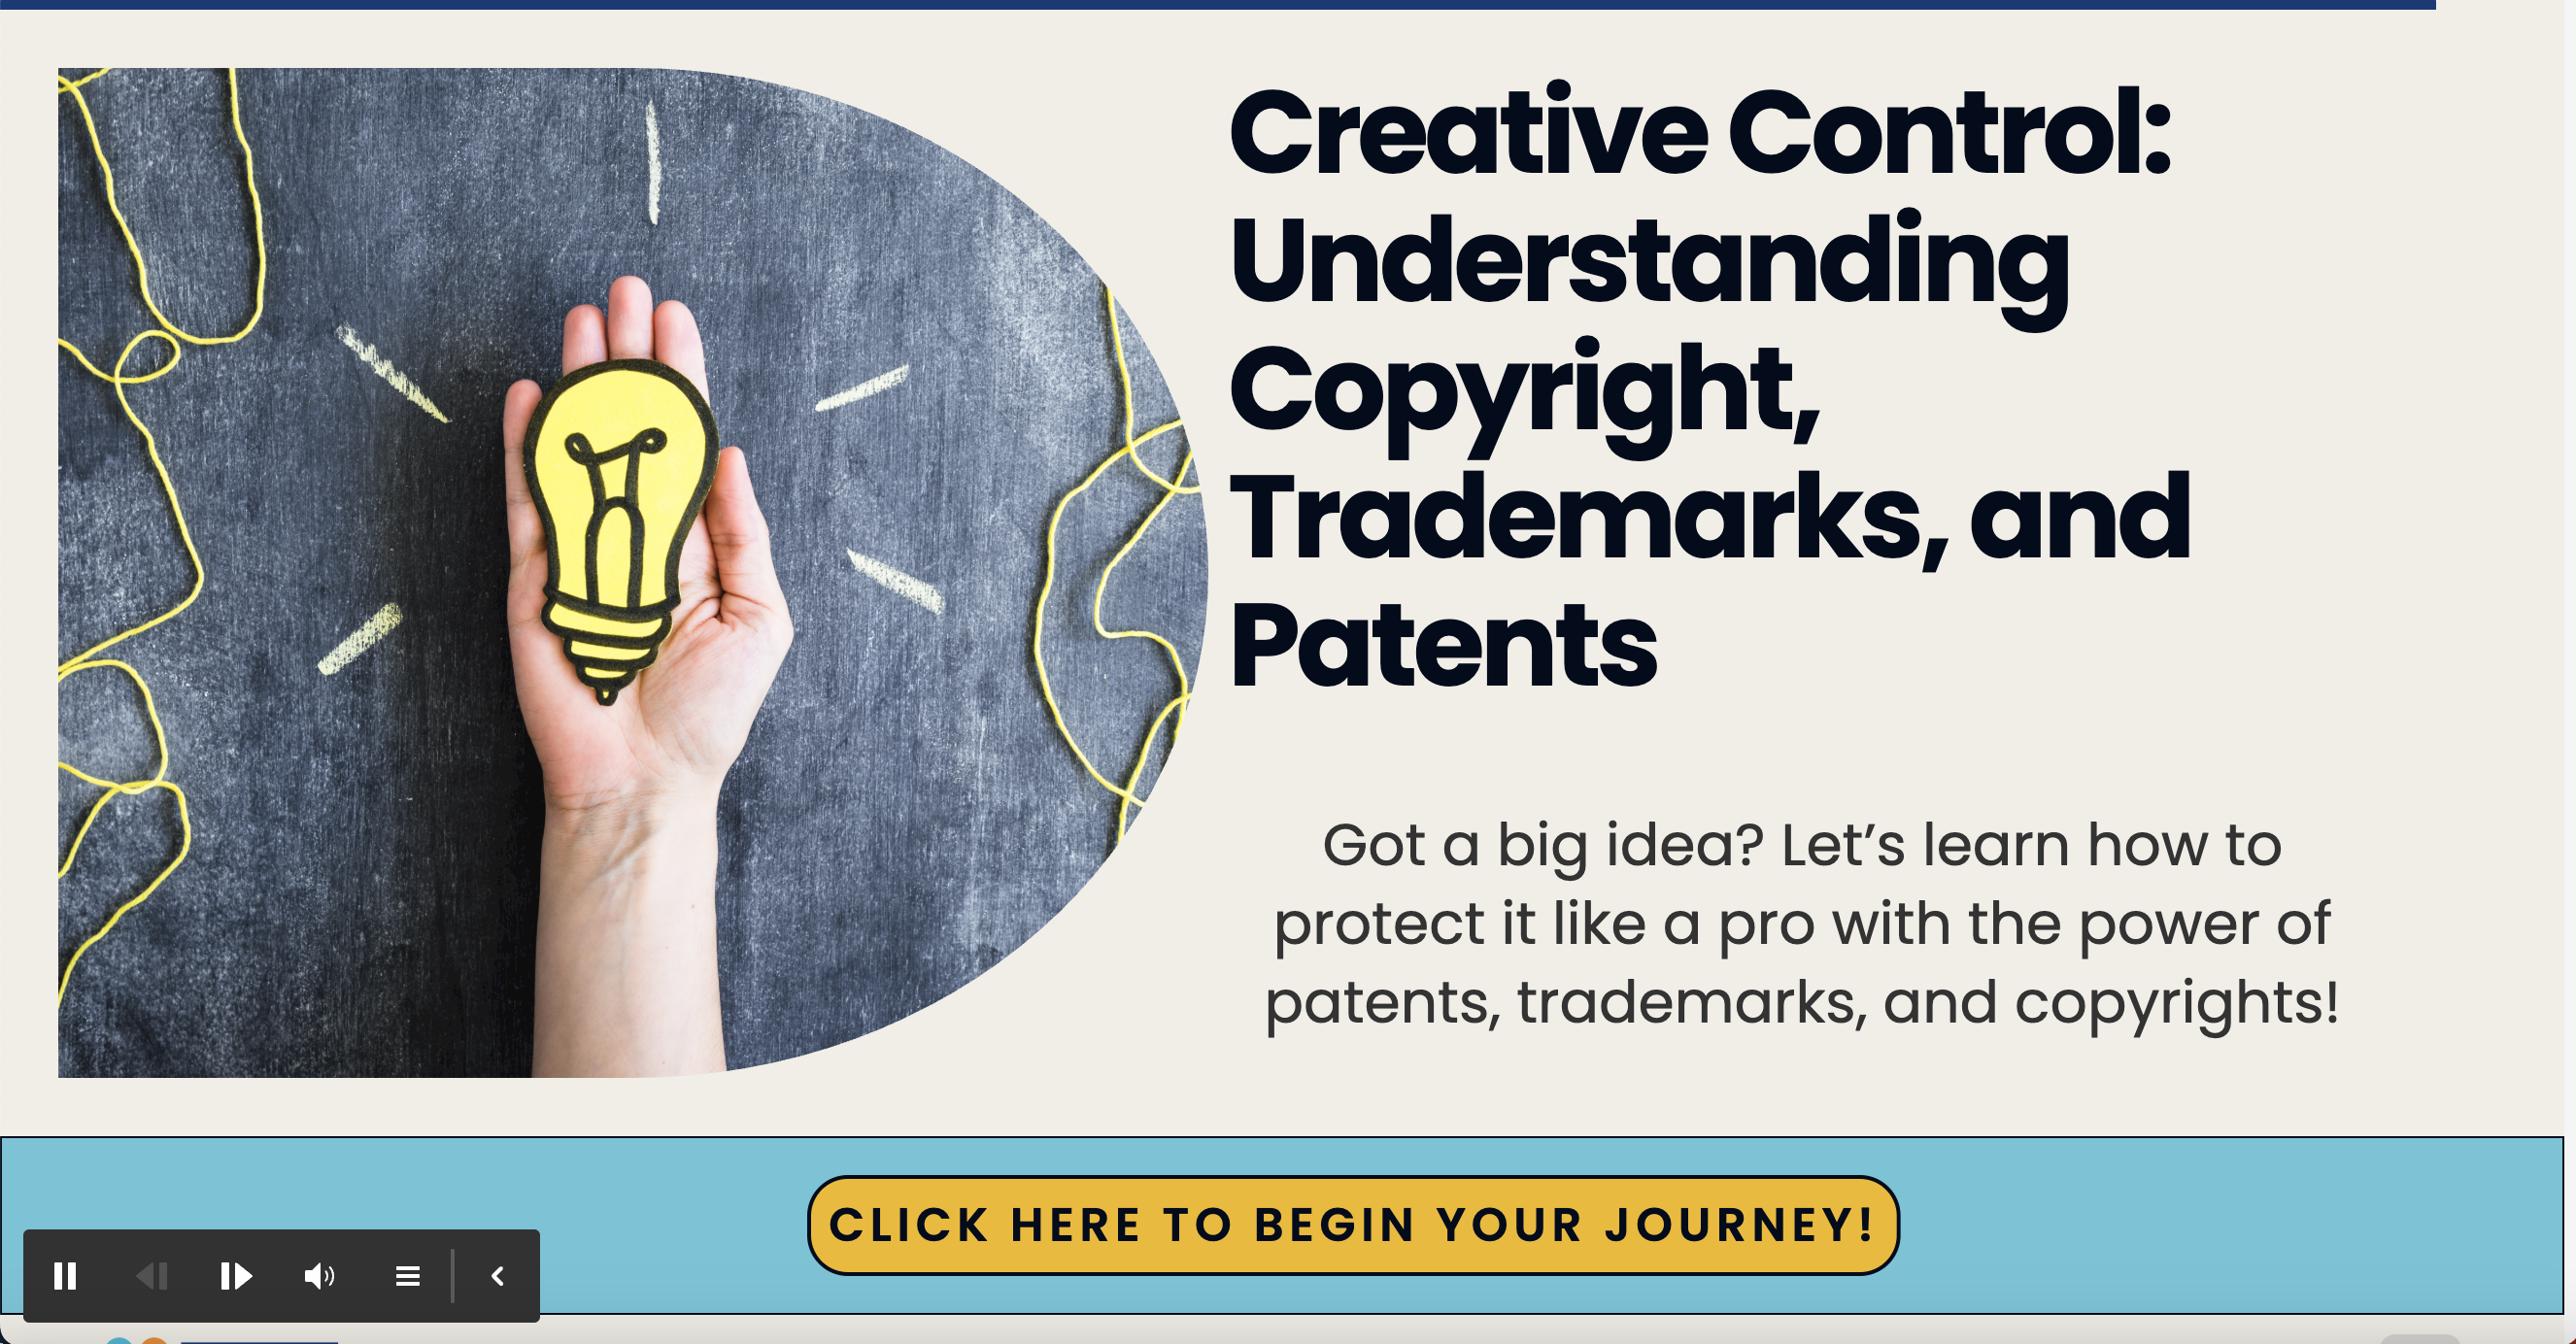 Creative Control:
Understanding
Copyright,
Trademarks, and
Patents
Got a big idea? Let’s learn how to
protect it like a pro with the power of
patents, trademarks, and copyrights!
CLICK HERE TO BEGIN YOUR JOURNEY!